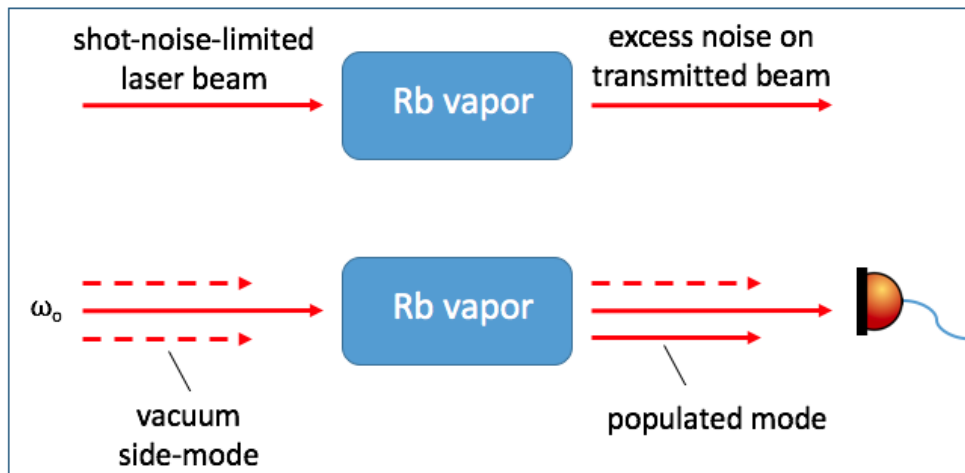 shot-noise-limited
laser beam
Rb vapor
excess noise on
transmitted beam
ωₒ
Rb vapor
vacuum
side-mode
populated mode